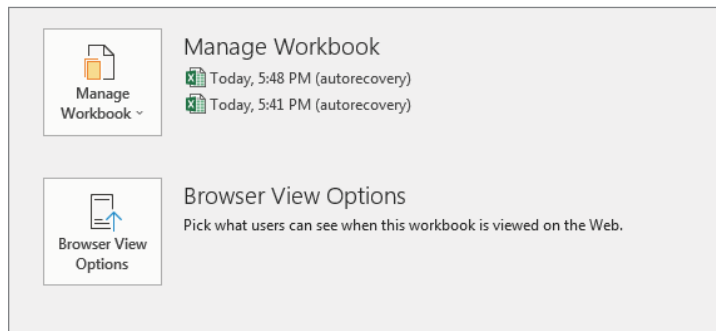 Manage Workbook
Today, 5:48 PM (autorecovery)
Today, 5:41 PM (autorecovery)
Manage
Workbook
Browser View Options
Pick what users can see when this workbook is viewed on the Web.
Browser View
Options